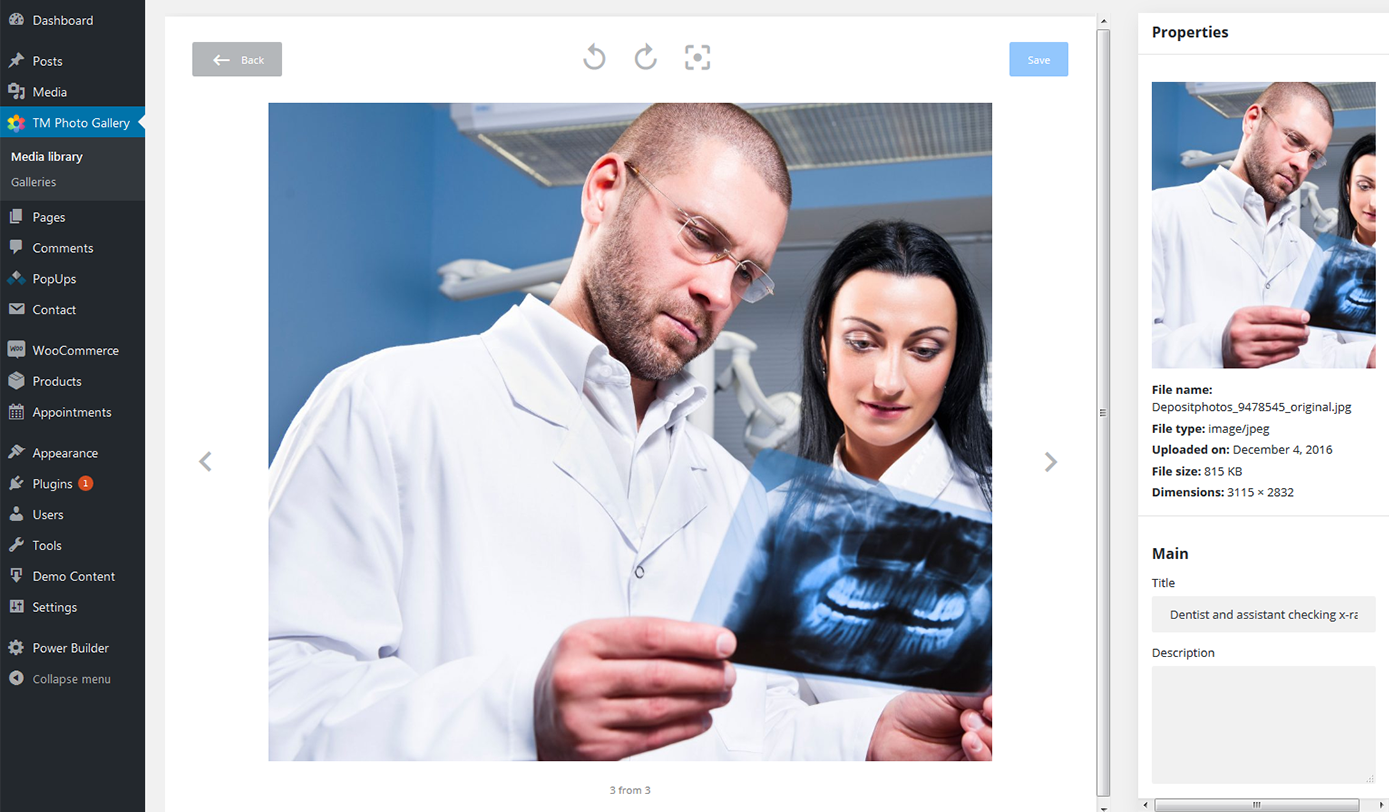 Dashboard
Posts
Media
TM Photo Gallery
Media library
Galleries
Pages
Comments
PopUps
Contact
WOO WooCommerce
Products
Appointments
Appearance
Plugins 1
Users
Tools
Demo Content
Settings
Power Builder
Collapse menu
Back
Save
3 from 3
Properties
File name:
Depositphotos_9478545_original.jpg
File type: image/jpeg
Uploaded on: December 4, 2016
File size: 815 KB
Dimensions: 3115 × 2832
Main
Title
Dentist and assistant checking x-ra
Description